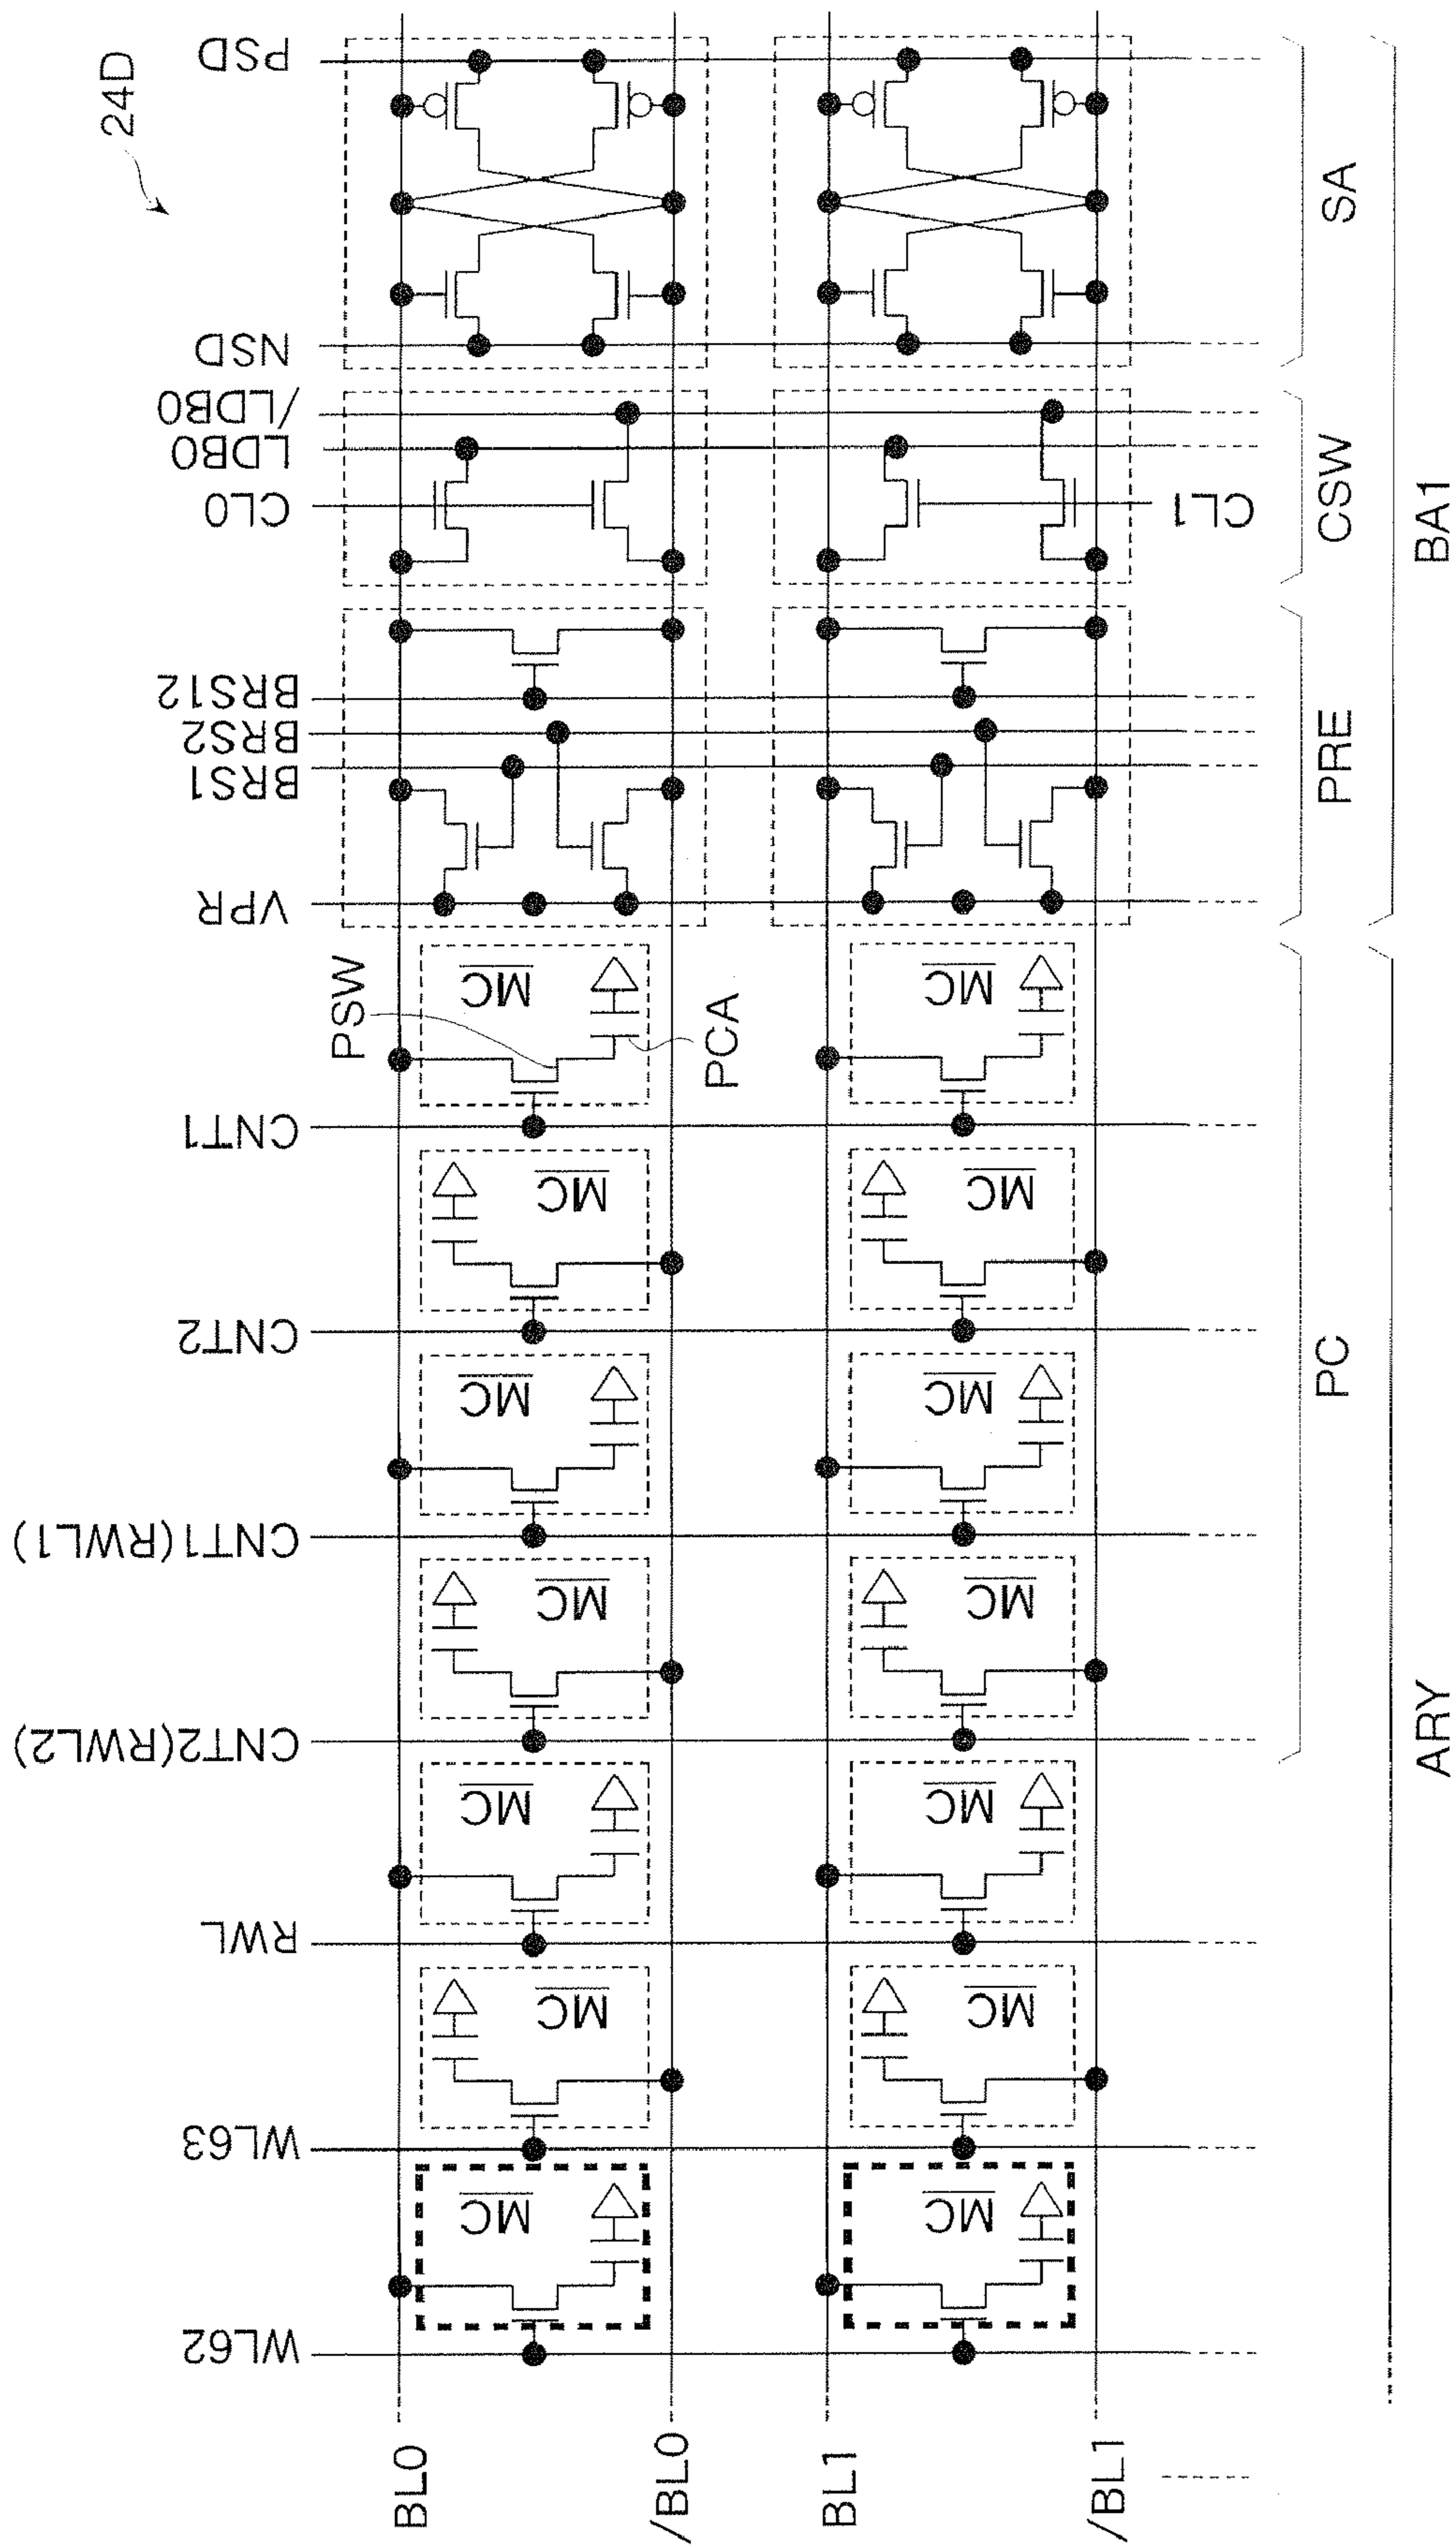 24D
WL62
WL63
RWL
CNT2(RWL2)
CNT1(RWL1)
CNT2
CNT1
VPR
BRS1
BRS2
BRS12
CL0
LDB0
/LDB0
NSD
PSD
PSW
BL0
MC
MC
MC
MC
MC
MC
MC
PCA
/BL0
BL1
MC
MC
MC
MC
MC
MC
MC
/BL1
CL1
PC
PRE
CSW
SA
ARY
BA1